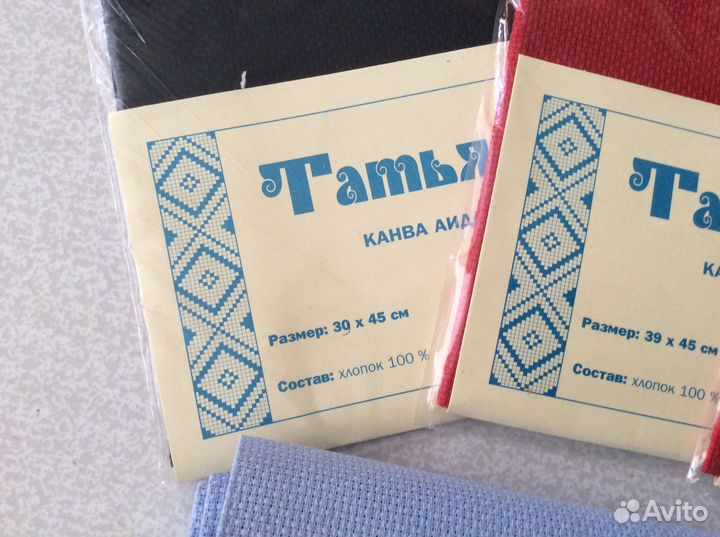 Татья
КАНВА АИД
Размер: 30 х 45 см
Состав: хлопок 100 %
Та
КА
Размер: 39 х 45 см
Состав: хлопок 100 %
Avito